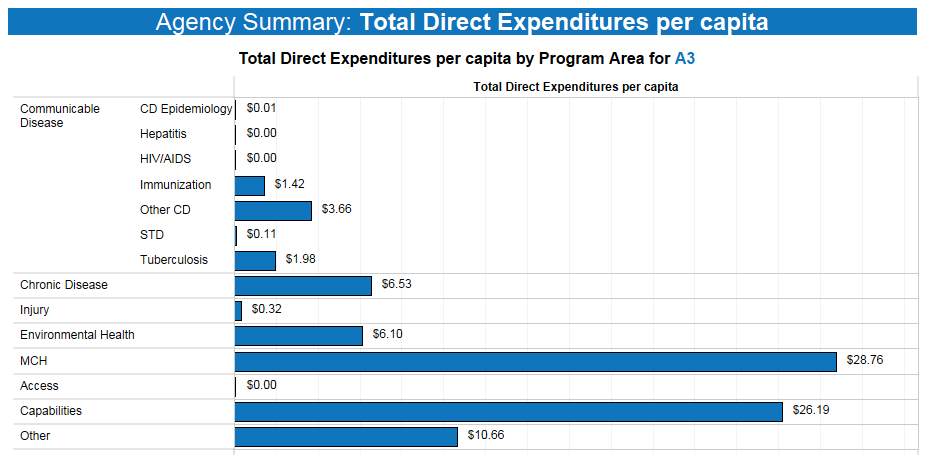 Agency Summary: Total Direct Expenditures per capita
Total Direct Expenditures per capita by Program Area for A3
Total Direct Expenditures per capita
Communicable
Disease
CD Epidemiology $0.01
Hepatitis $0.00
HIV/AIDS $0.00
Immunization $1.42
Other CD $3.66
STD $0.11
Tuberculosis $1.98
Chronic Disease $6.53
Injury $0.32
Environmental Health $6.10
MCH $28.76
Access $0.00
Capabilities $26.19
Other $10.66